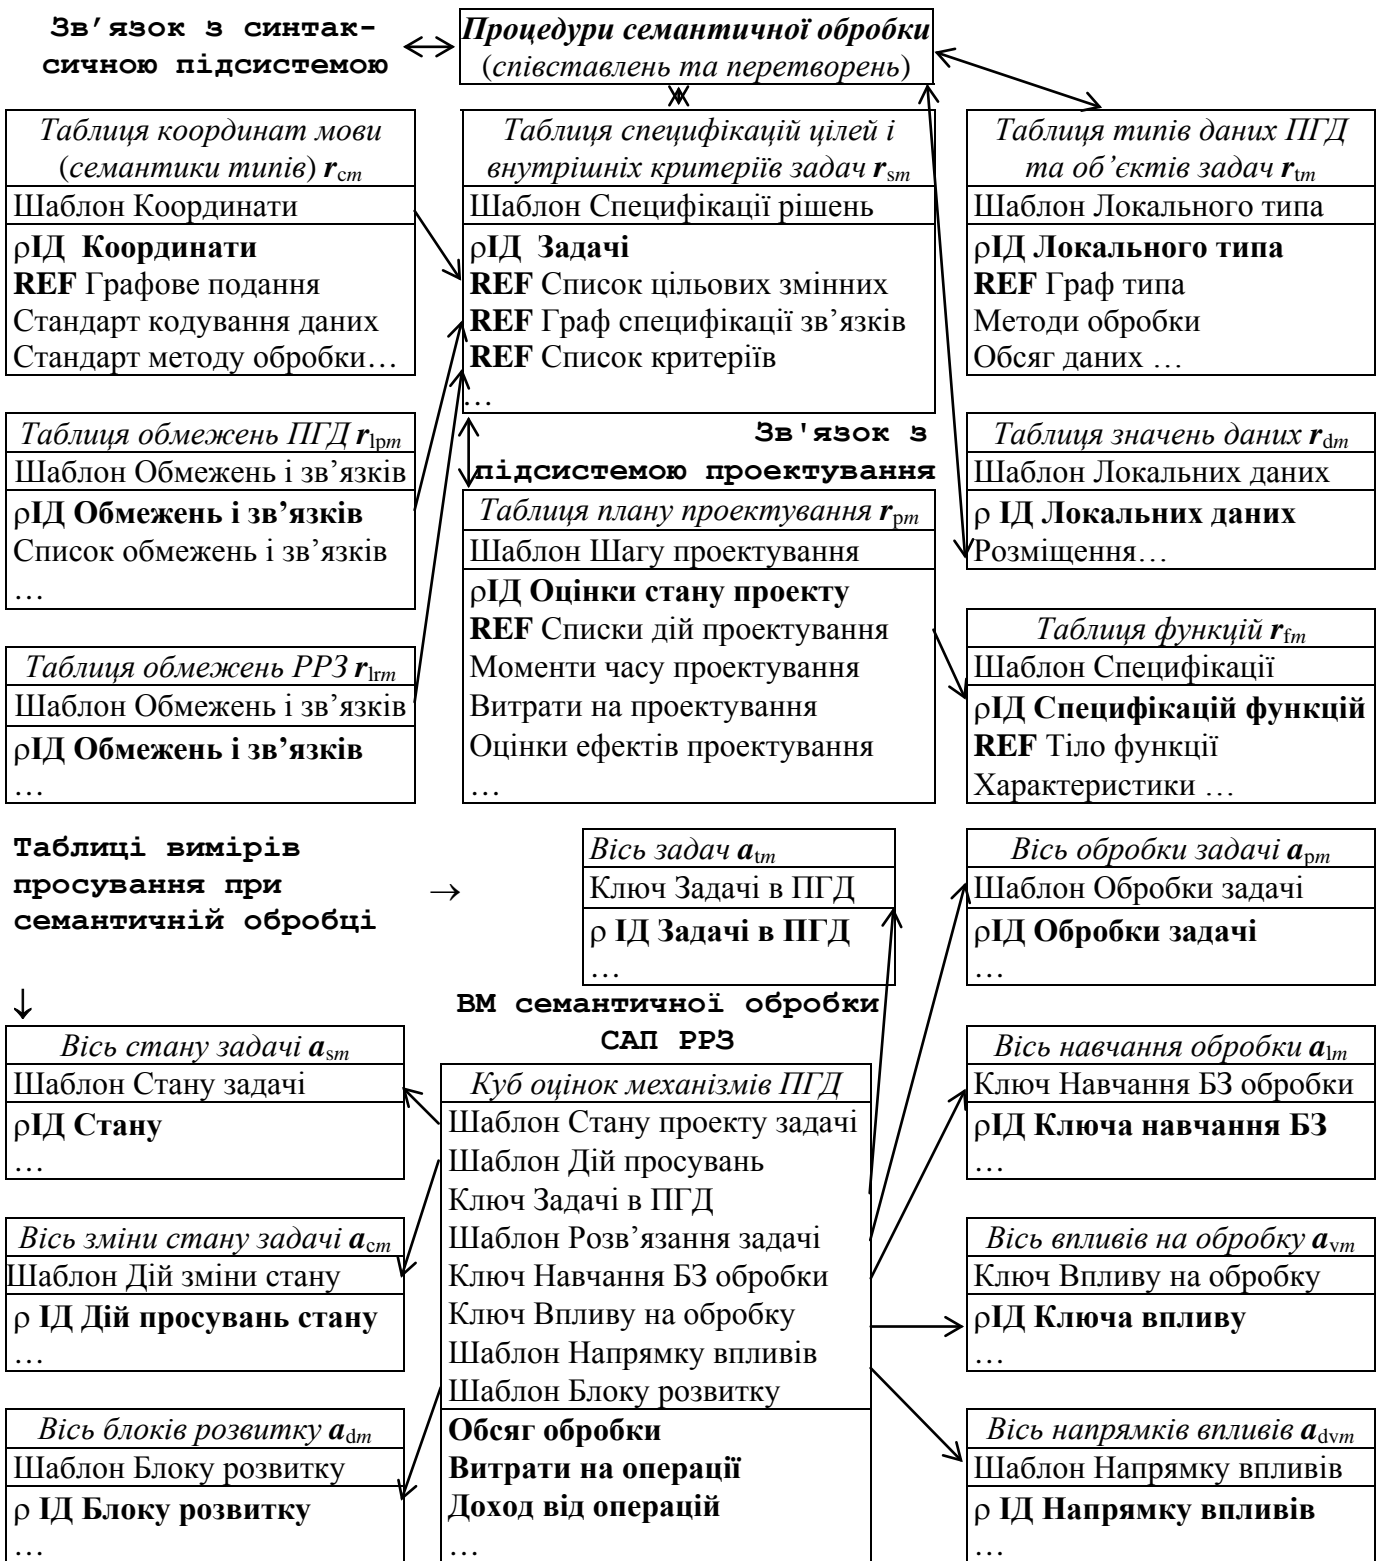 Зв’язок з синтак-
сичною підсистемою
Процедури семантичної обробки
(співставлень та перетворень)
Таблиця координат мови
(семантики типів) rcm
Шаблон Координати
ρІД Координати
REF Графове подання
Стандарт кодування даних
Стандарт методу обробки…
Таблиця специфікацій цілей і
внутрішніх критеріїв задач rsm
Шаблон Специфікації рішень
ρІД Задачі
REF Список цільових змінних
REF Граф специфікації зв’язків
REF Список критеріїв
…
Таблиця типів даних ПГД
та об’єктів задач rtm
Шаблон Локального типа
ρІД Локального типа
REF Граф типа
Методи обробки
Обсяг даних …
Таблиця обмежень ПГД rlpm
Шаблон Обмежень і зв’язків
ρІД Обмежень і зв’язків
Список обмежень і зв’язків
…
Зв'язок з
підсистемою проектування
Таблиця значень даних rdm
Шаблон Локальних даних
ρ ІД Локальних даних
Розміщення…
Таблиця плану проектування rpm
Шаблон Шагу проектування
ρІД Оцінки стану проекту
REF Списки дій проектування
Моменти часу проектування
Витрати на проектування
Оцінки ефектів проектування
…
Таблиця обмежень РРЗ rlrm
Шаблон Обмежень і зв’язків
ρІД Обмежень і зв’язків
…
Таблиця функцій rfm
Шаблон Специфікації
ρІД Специфікацій функцій
REF Тіло функції
Характеристики …
Таблиці вимірів
просування при
семантичній обробці
→
↓
Вісь задач atm
Ключ Задачі в ПГД
ρ ІД Задачі в ПГД
…
Вісь обробки задачі apm
Шаблон Обробки задачі
ρІД Обробки задачі
…
ВМ семантичної обробки
САП РРЗ
Вісь стану задачі asm
Шаблон Стану задачі
ρІД Стану
…
Куб оцінок механізмів ПГД
Шаблон Стану проекту задачі
Шаблон Дій просувань
Ключ Задачі в ПГД
Шаблон Розв’язання задачі
Ключ Навчання БЗ обробки
Ключ Впливу на обробку
Шаблон Напрямку впливів
Шаблон Блоку розвитку
Обсяг обробки
Витрати на операції
Доход від операцій
…
Вісь навчання обробки alm
Ключ Навчання БЗ обробки
ρІД Ключа навчання БЗ
…
Вісь зміни стану задачі acm
Шаблон Дій зміни стану
ρ ІД Дій просувань стану
…
Вісь впливів на обробку avm
Ключ Впливу на обробку
ρІД Ключа впливу
…
Вісь блоків розвитку adm
Шаблон Блоку розвитку
ρ ІД Блоку розвитку
…
Вісь напрямків впливів advm
Шаблон Напрямку впливів
ρ ІД Напрямку впливів
…